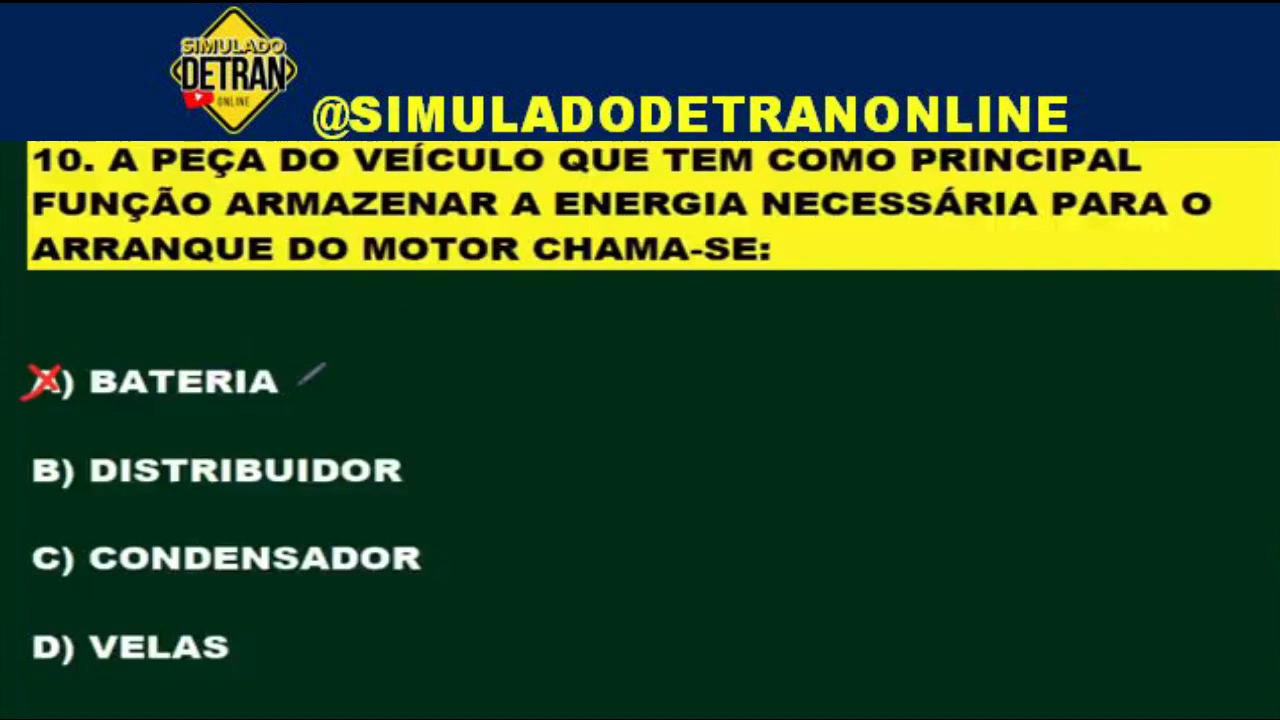 SIMULADO
DETRAN
ONLINE
@SIMULADODETRANONLINE
10. A PEÇA DO VEÍCULO QUE TEM COMO PRINCIPAL
FUNÇÃO ARMAZENAR A ENERGIA NECESSÁRIA PARA O
ARRANQUE DO MOTOR CHAMA-SE:
A) BATERIA
B) DISTRIBUIDOR
C) CONDENSADOR
D) VELAS